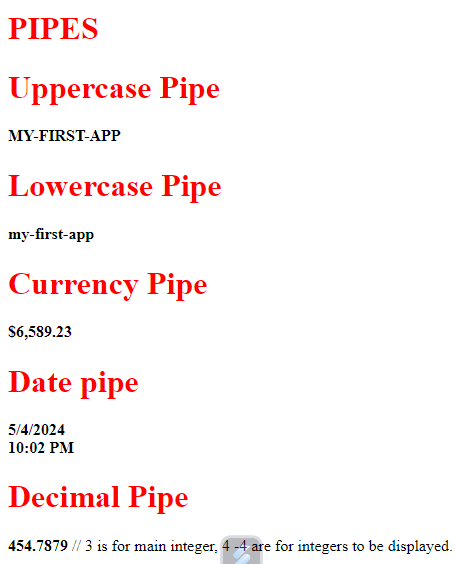 PIPES
Uppercase Pipe
MY-FIRST-APP
Lowercase Pipe
my-first-app
Currency Pipe
$6,589.23
Date pipe
5/4/2024
10:02 PM
Decimal Pipe
454.7879 // 3 is for main integer, 4 -4 are for integers to be displayed.